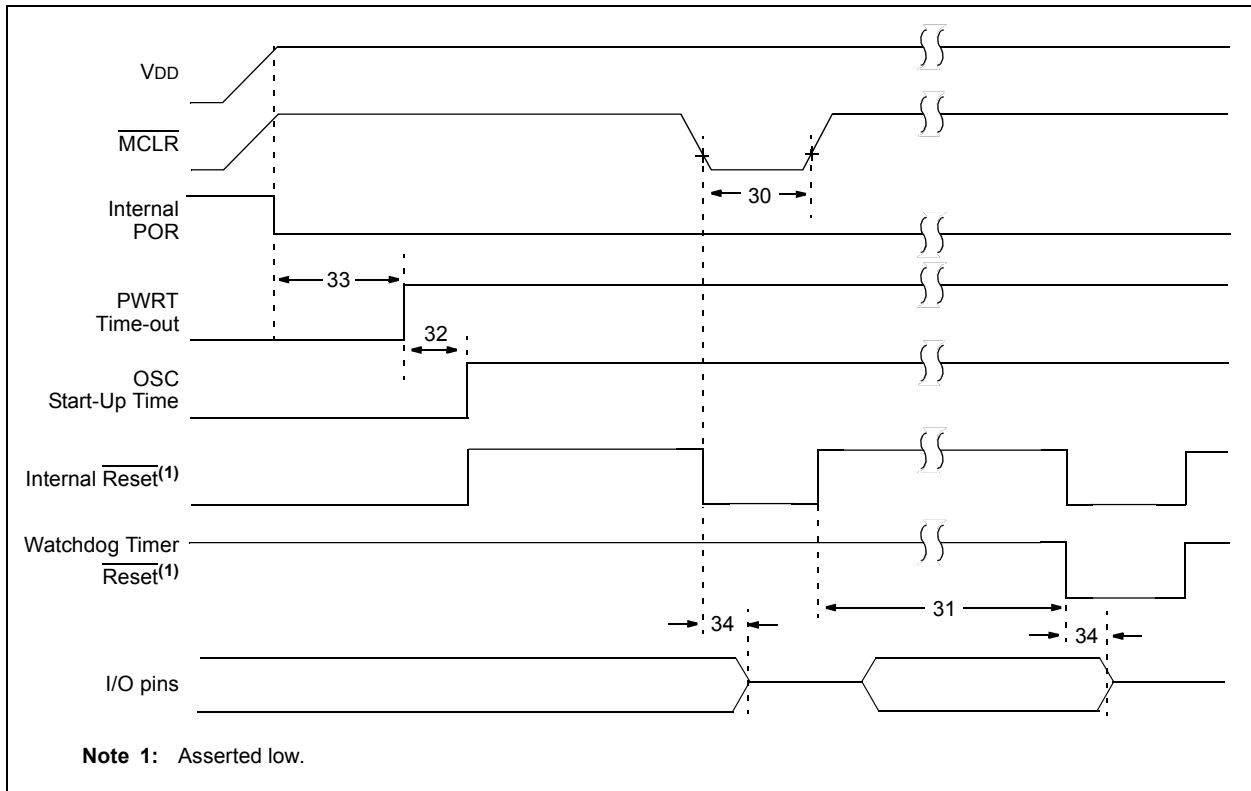 VDD
MCLR
30
Internal
POR
33
PWRT
Time-out
32
OSC
Start-Up Time
Internal Reset(1)
Watchdog Timer
Reset(1)
31
34
34
I/O pins
Note 1: Asserted low.